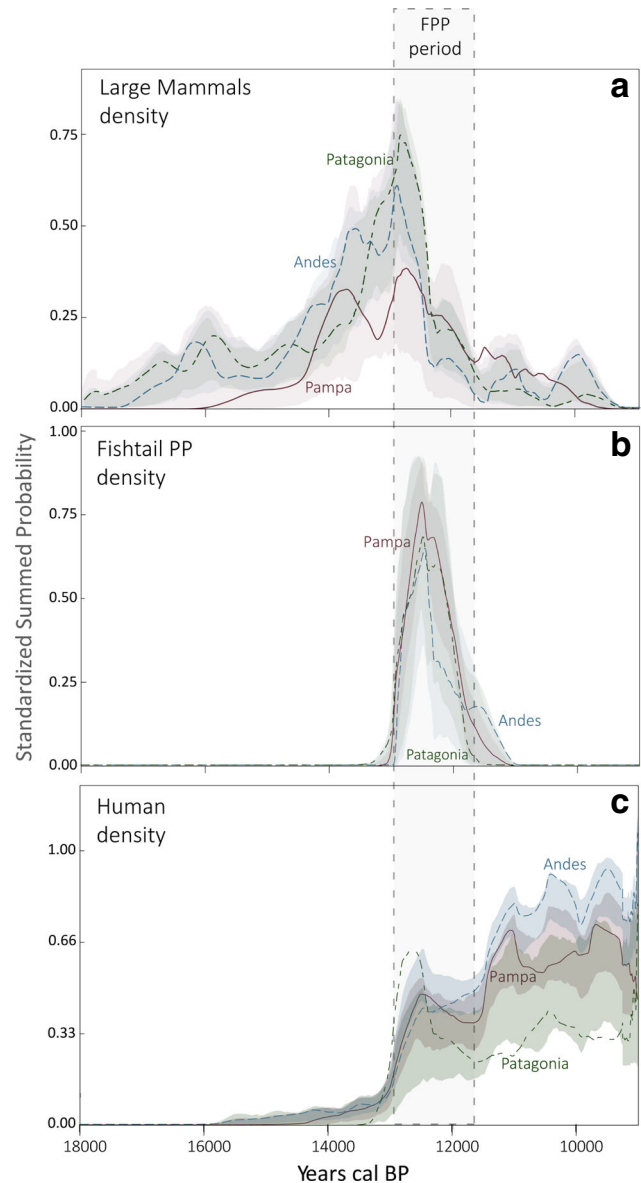 FPP
period
Large Mammals
density
a
0.75
Patagonia
0.50
Andes
0.25
Pampa
0.00
Standardized Summed Probability
1.00
Fishtail PP
density
b
0.75
Pampa
0.50
0.25
Andes
Patagonia
0.00
Human
density
c
1.00
Andes
0.66
Pampa
0.33
Patagonia
0.00
18000 16000 14000 12000 10000
Years cal BP